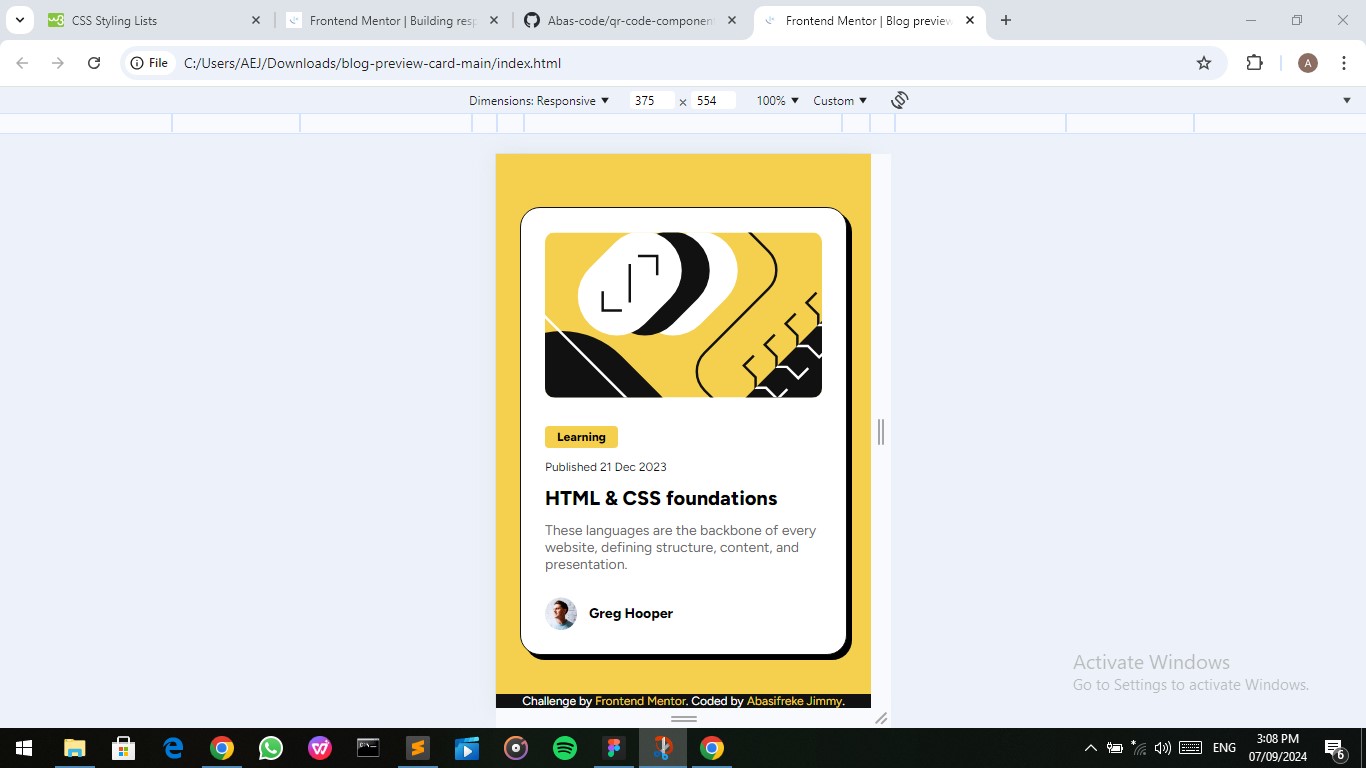 CSS Styling Lists
Frontend Mentor | Building resp
Abas-code/qr-code-component
Frontend Mentor | Blog preview
File
C:/Users/AEJ/Downloads/blog-preview-card-main/index.html
A
Dimensions: Responsive
375
×
554
100%
Custom
Learning
Published 21 Dec 2023
HTML & CSS foundations
These languages are the backbone of every
website, defining structure, content, and
presentation.
Greg Hooper
Activate Windows
Go to Settings to activate Windows.
Challenge by Frontend Mentor. Coded by Abasifreke Jimmy.
ENG
3:08 PM
07/09/2024
6